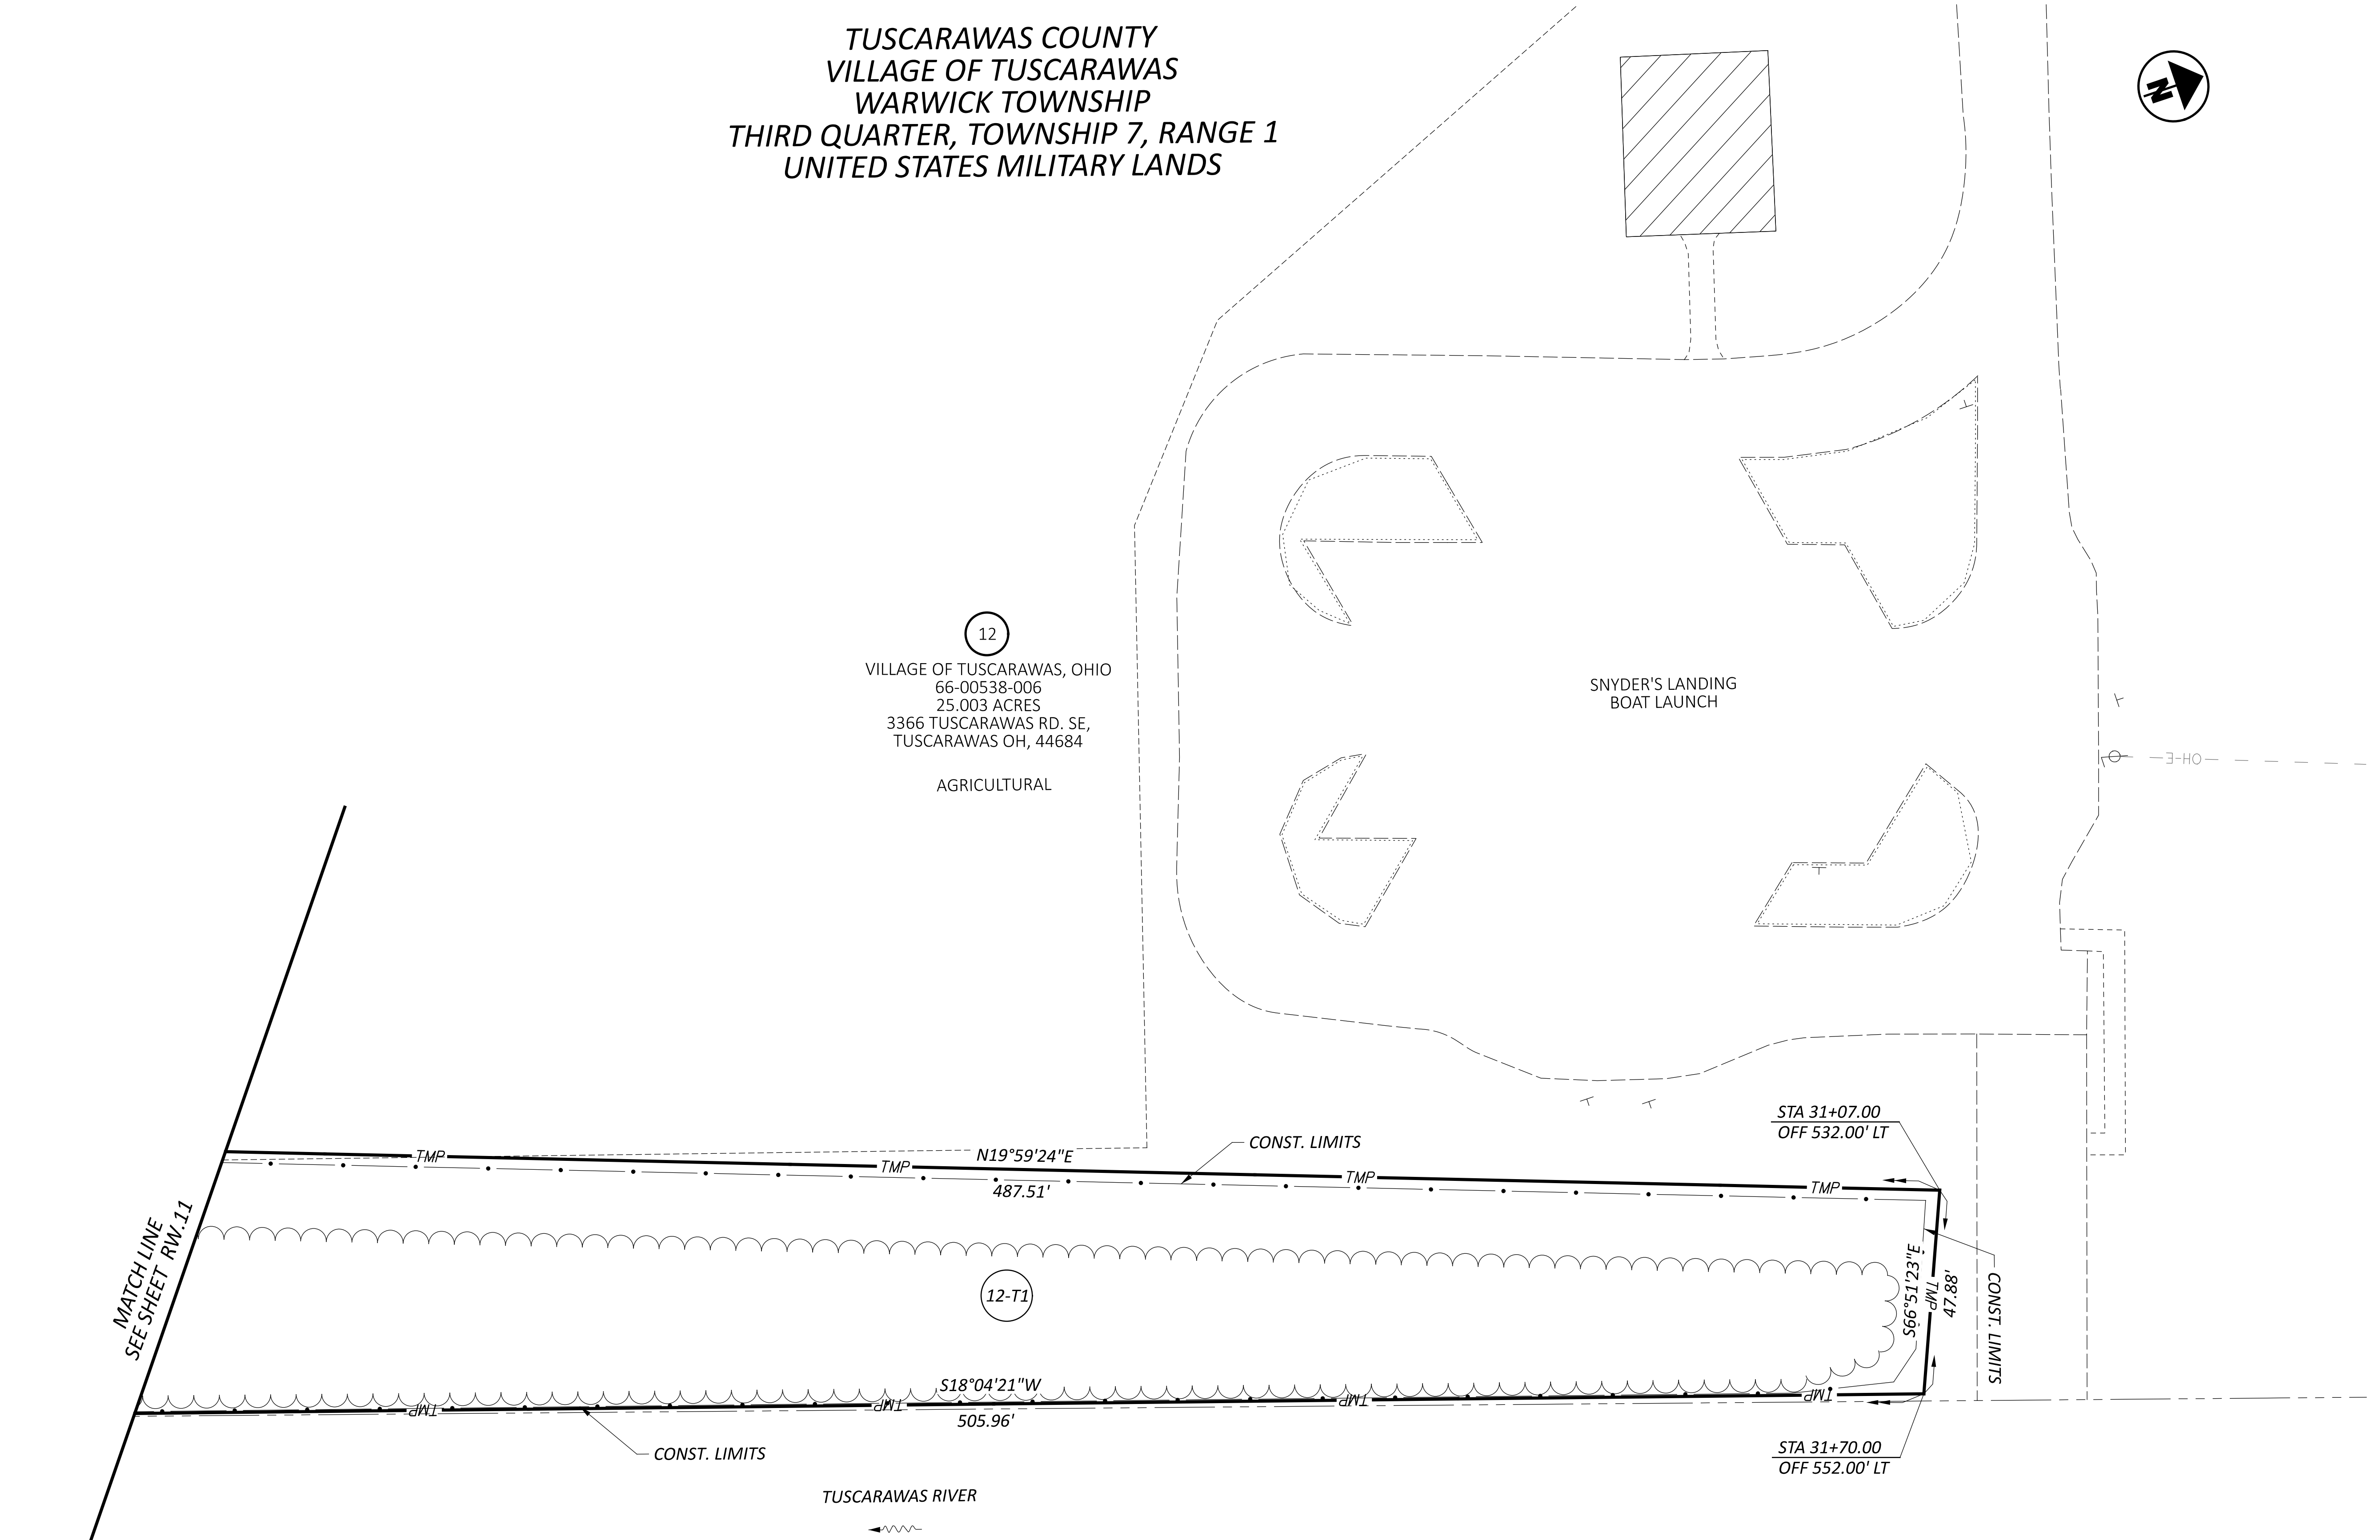 TUSCARAWAS COUNTY
VILLAGE OF TUSCARAWAS
WARWICK TOWNSHIP
THIRD QUARTER, TOWNSHIP 7, RANGE 1
UNITED STATES MILITARY LANDS
N
12
VILLAGE OF TUSCARAWAS, OHIO
66-00538-006
25.003 ACRES
3366 TUSCARAWAS RD. SE,
TUSCARAWAS OH, 44684
AGRICULTURAL
SNYDER'S LANDING
BOAT LAUNCH
OH-E
STA 31+07.00
OFF 532.00' LT
CONST. LIMITS
N19°59'24"E
487.51'
TMP
TMP
TMP
TMP
MATCH LINE
SEE SHEET RW.11
12-T1
S66°51'23"E
TMP
47.88'
CONST. LIMITS
S18°04'21"W
505.96'
TMP
TMP
TMP
TMP
CONST. LIMITS
STA 31+70.00
OFF 552.00' LT
TUSCARAWAS RIVER